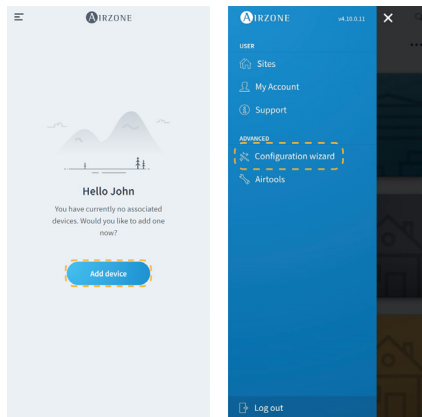 AIRZONE
Hello John
You have currently no associated
devices. Would you like to add one
now?
Add device
AIRZONE v4.10.0.11
USER
Sites
My Account
Support
ADVANCED
Configuration wizard
Airtools
Log out